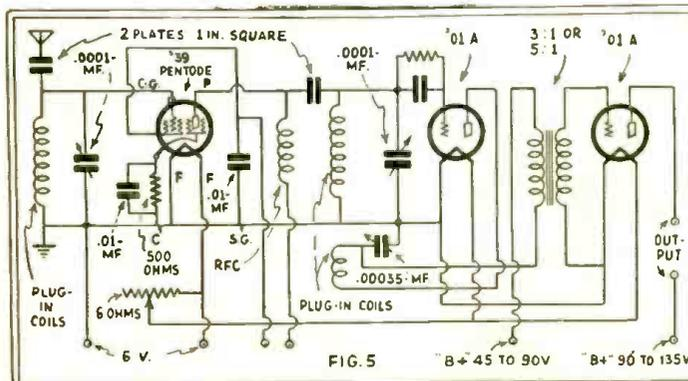 2 PLATES 1 IN. SQUARE
.0001-
MF.
'39
PENTODE
C.G.
P
.0001-
MF.
'01 A
3:1 OR
5:1
'01 A
F
F
.01-
MF
.01-
MF
C
500
OHMS
S.G.
RFC
.00035-MF
PLUG-
IN
COILS
PLUG-IN COILS
6 OHMS
OUT-
PUT
6 V.
FIG. 5
"B+" 45 TO 90V
"B+" 90 TO 135V